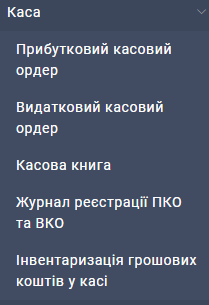 Каса
Прибутковий касовий
ордер
Видатковий касовий
ордер
Касова книга
Журнал реєстрації ПКО
та ВКО
Інвентаризація грошових
коштів у касі